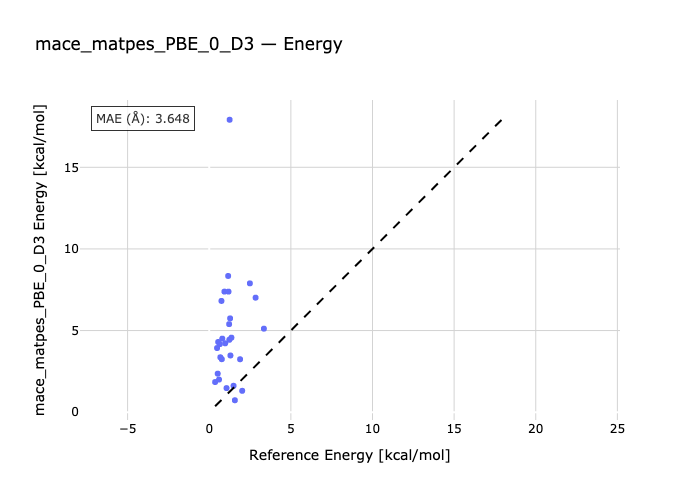 mace_matpes_PBE_0_D3 — Energy
MAE (Å): 3.648
mace_matpes_PBE_0_D3 Energy [kcal/mol]
15
10
5
0
−5
0
5
10
15
20
25
Reference Energy [kcal/mol]